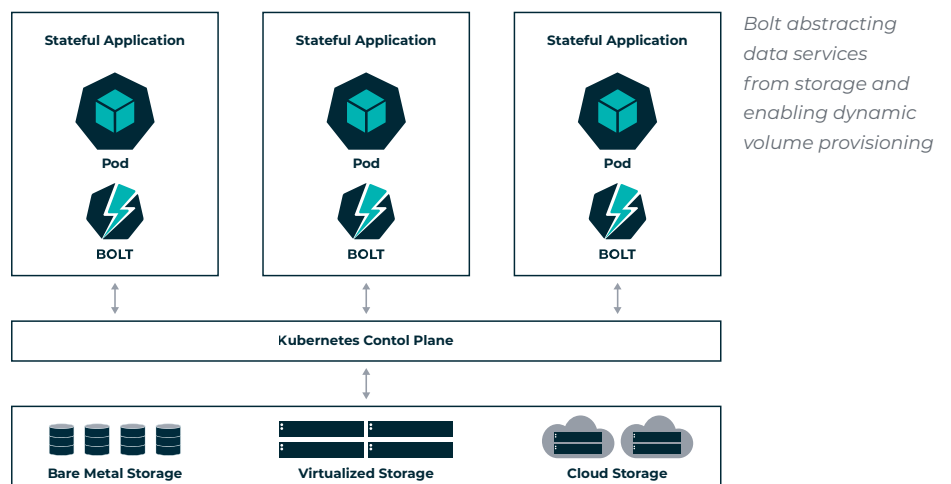 Stateful Application
Stateful Application
Stateful Application
Bolt abstracting
data services
from storage and
enabling dynamic
volume provisioning
Pod
Pod
Pod
BOLT
BOLT
BOLT
Kubernetes Contol Plane
Bare Metal Storage
Virtualized Storage
Cloud Storage